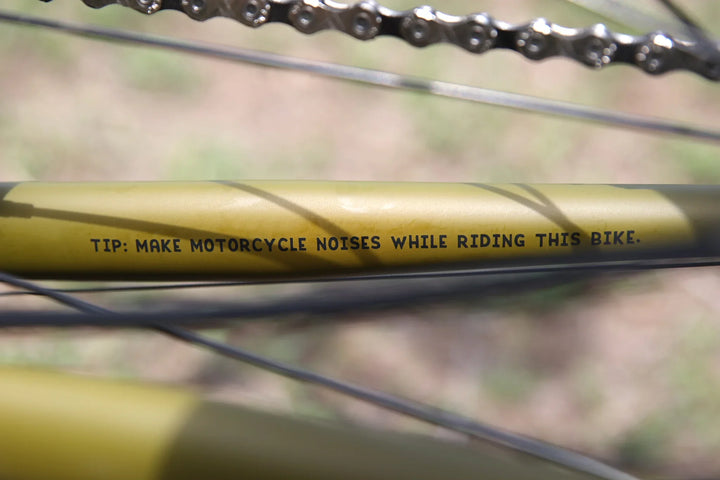 TIP: MAKE MOTORCYCLE NOISES WHILE RIDING THIS BIKE.